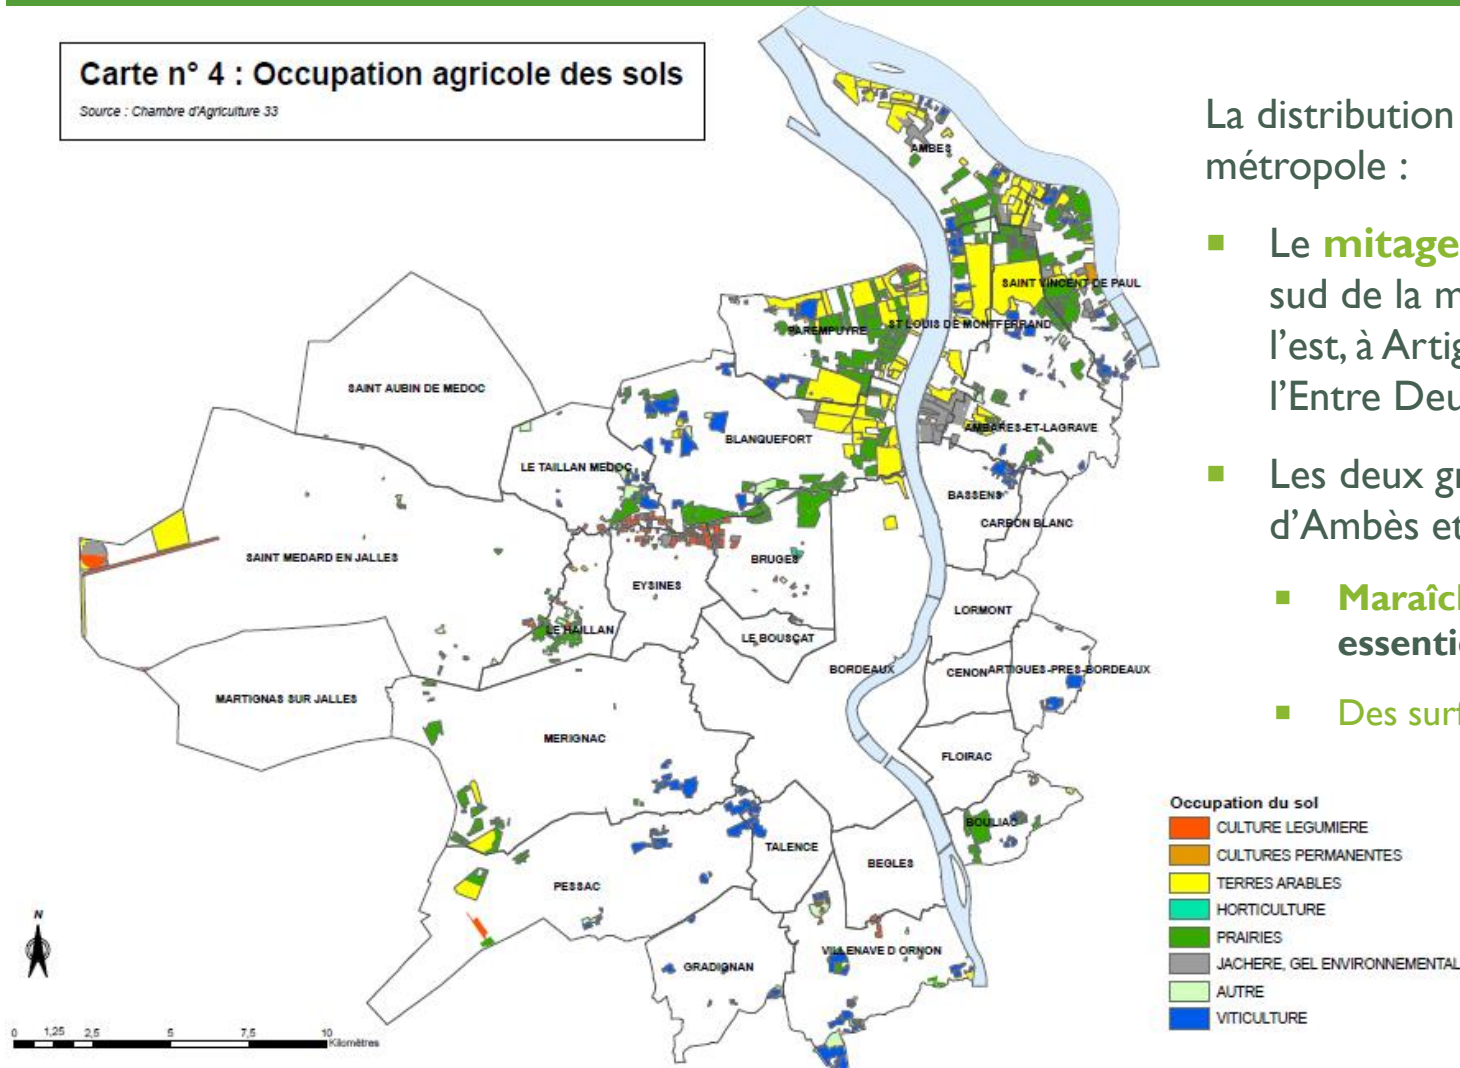 Carte n° 4 : Occupation agricole des sols
Source : Chambre d'Agriculture 33
AMBES
SAINT VINCENT DE PAUL
PAREMPUYRE
ST LOUIS DE MONTFERRAND
SAINT AUBIN DE MEDOC
BLANQUEFORT
AMBARES-ET-LAGRAVE
LE TAILLAN MEDOC
BASSENS
CARBON BLANC
SAINT MEDARD EN JALLES
BRUGES
EYSINES
LORMONT
LE HAILLAN
LE BOUSCAT
BORDEAUX
CENON
ARTIGUES-PRES-BORDEAUX
MARTIGNAS SUR JALLES
MERIGNAC
FLOIRAC
BOULIAC
TALENCE
BEGLES
PESSAC
VILLENAVE D ORNON
GRADIGNAN
N
0 1,25 2,5 5 7,5 10
Kilomètres
La distribution
métropole :
Le mitage
sud de la m
l'est, à Artig
l'Entre Deu
Les deux gr
d'Ambès et
Maraîch
essentie
Des surf
Occupation du sol
CULTURE LEGUMIERE
CULTURES PERMANENTES
TERRES ARABLES
HORTICULTURE
PRAIRIES
JACHERE, GEL ENVIRONNEMENTAL
AUTRE
VITICULTURE